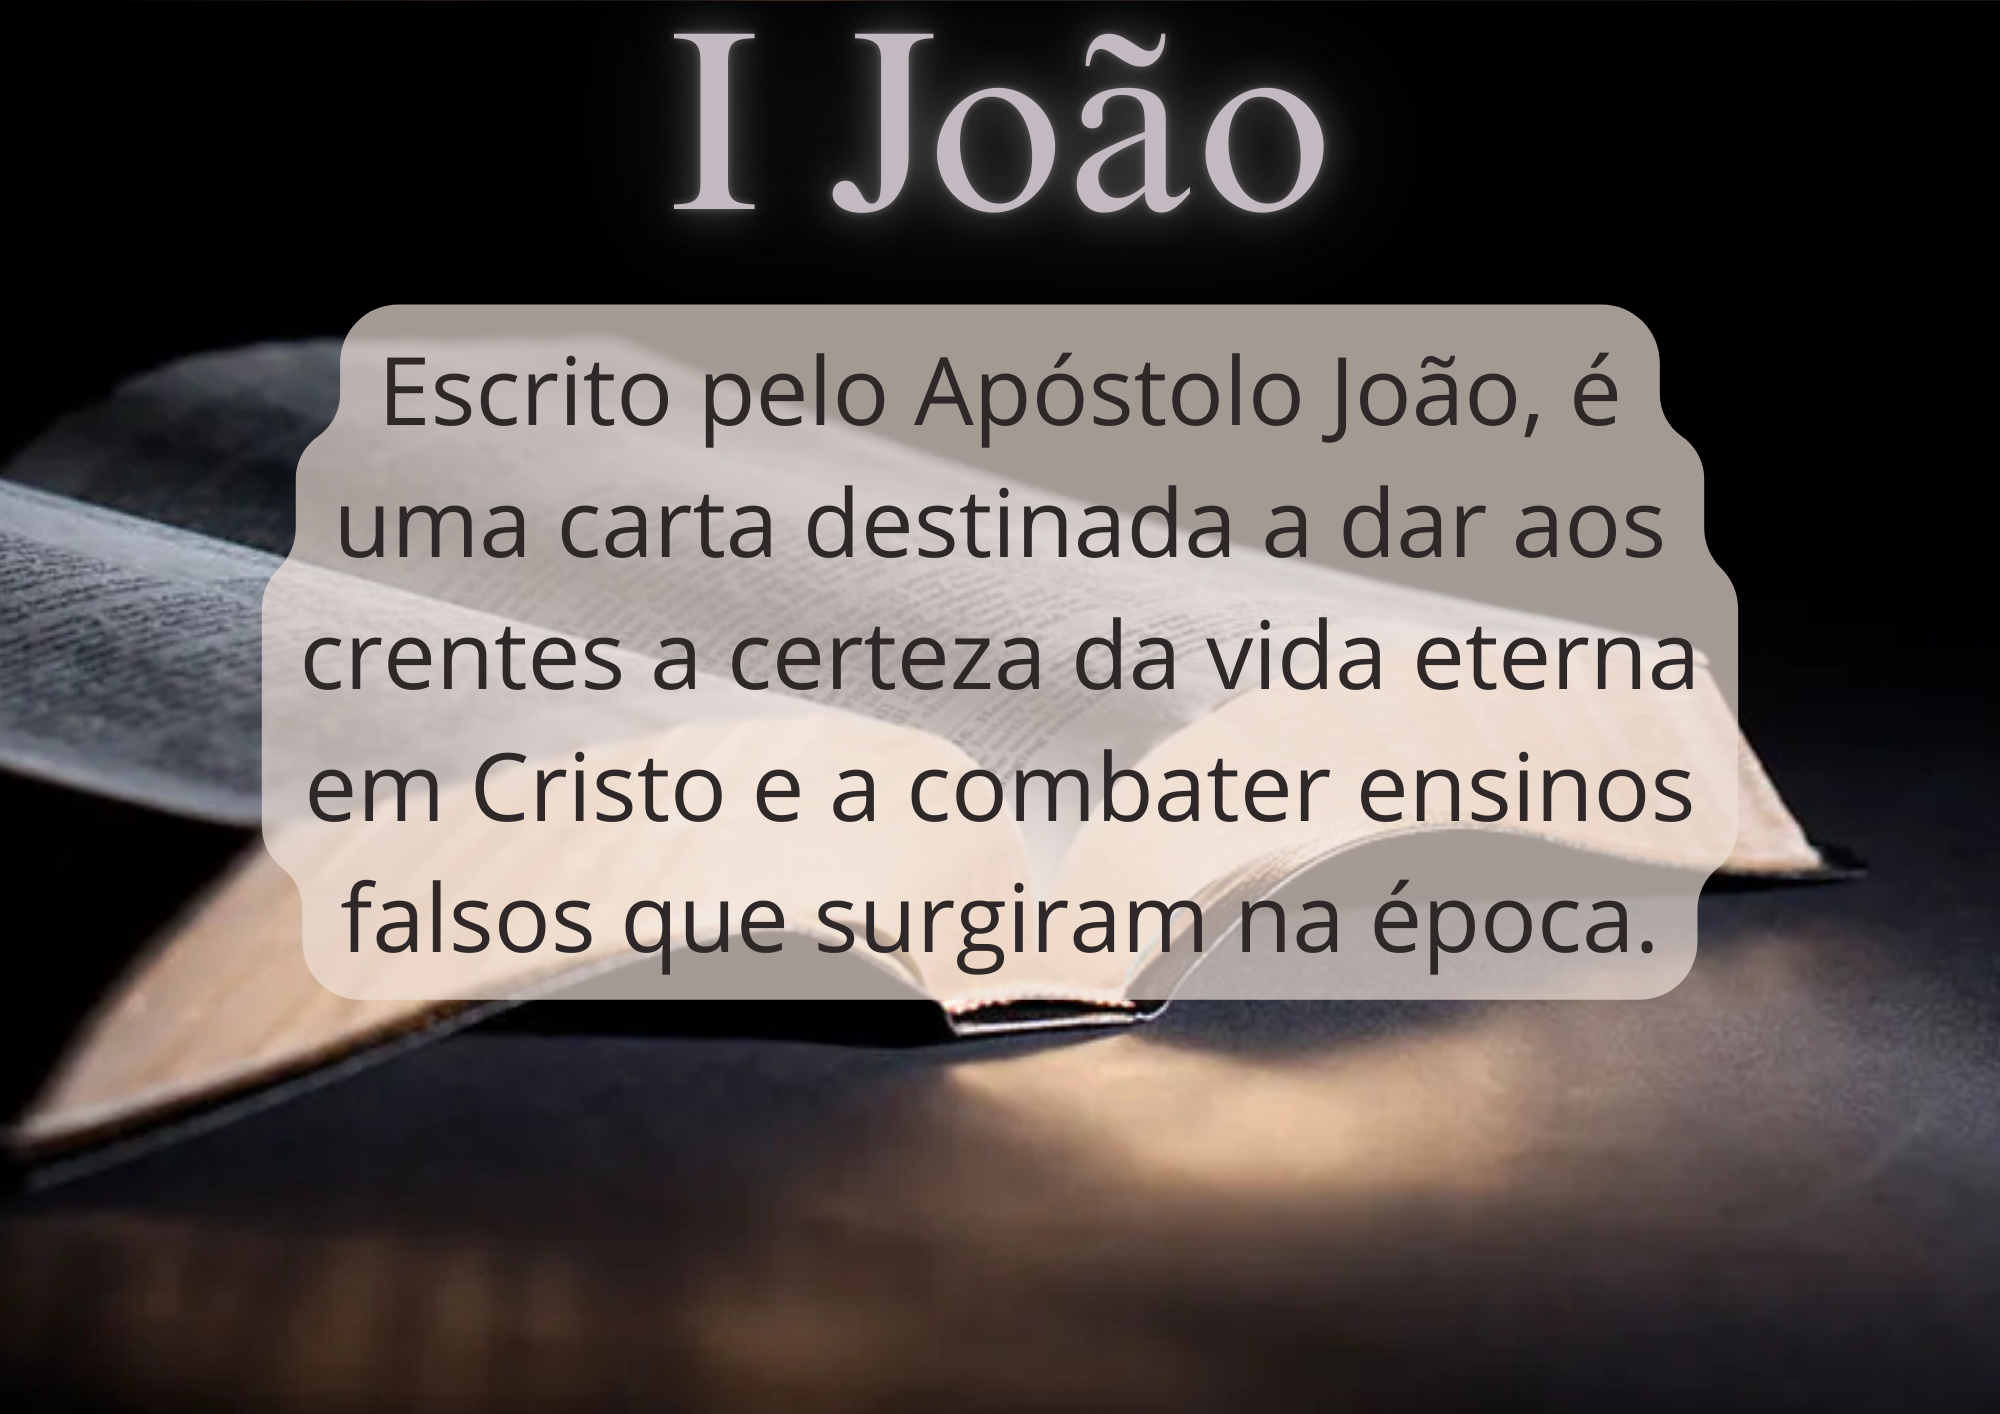 I João
Escrito pelo Apóstolo João, é
uma carta destinada a dar aos
crentes a certeza da vida eterna
em Cristo e a combater ensinos
falsos que surgiram na época.